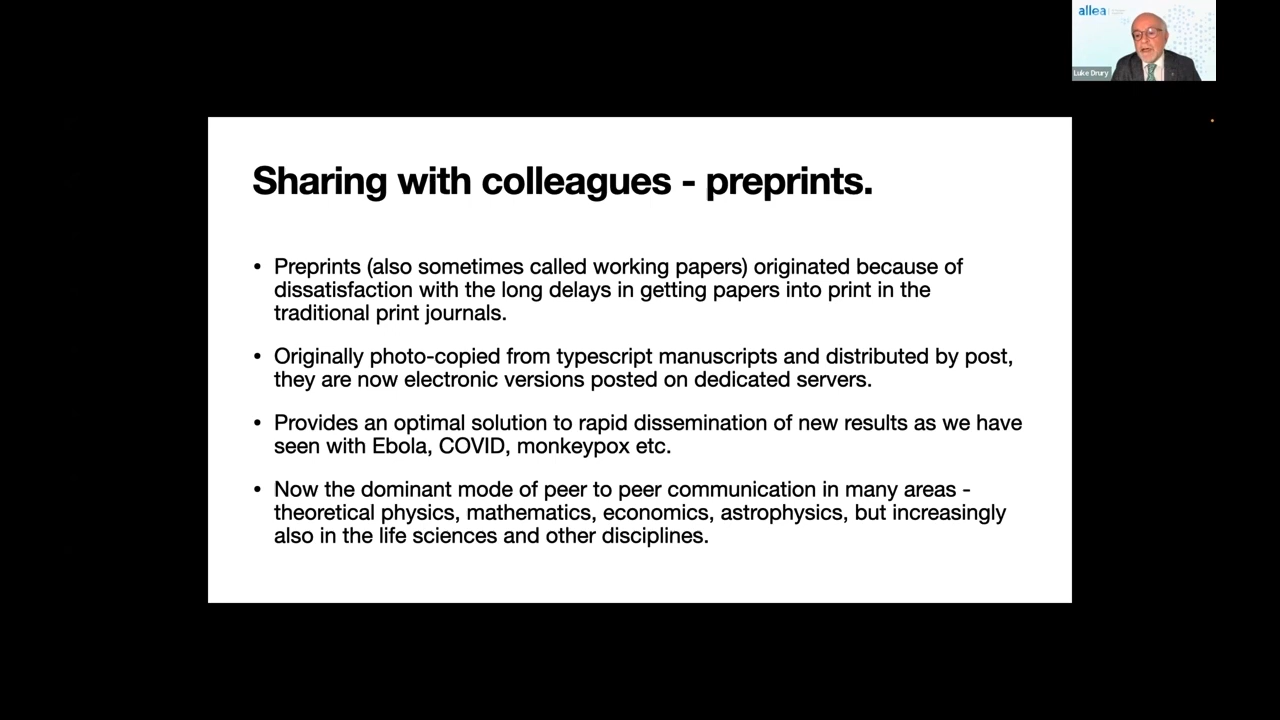 allea
Luke Drury
Sharing with colleagues - preprints.
• Preprints (also sometimes called working papers) originated because of
dissatisfaction with the long delays in getting papers into print in the
traditional print journals.
• Originally photo-copied from typescript manuscripts and distributed by post,
they are now electronic versions posted on dedicated servers.
• Provides an optimal solution to rapid dissemination of new results as we have
seen with Ebola, COVID, monkeypox etc.
• Now the dominant mode of peer to peer communication in many areas -
theoretical physics, mathematics, economics, astrophysics, but increasingly
also in the life sciences and other disciplines.